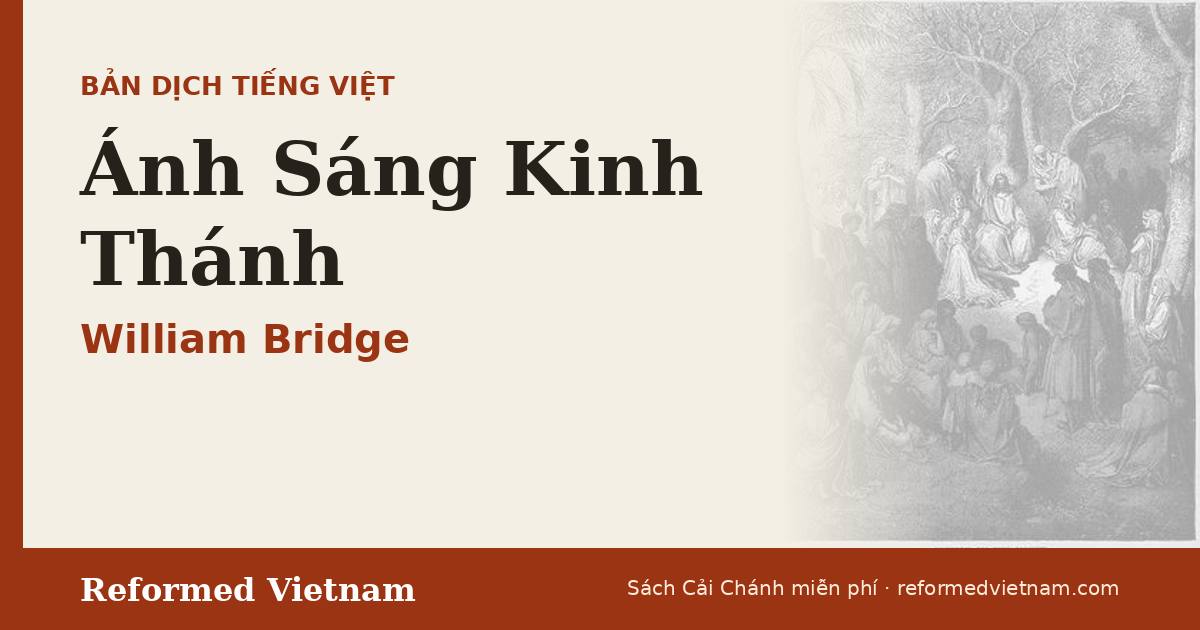 BẢN DỊCH TIẾNG VIỆT
Ánh Sáng Kinh
Thánh
William Bridge
Reformed Vietnam
Sách Cải Chánh miễn phí · reformedvietnam.com